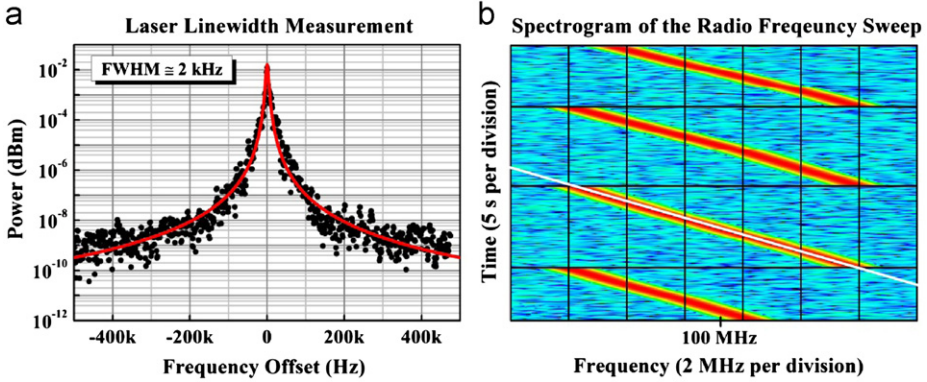 a
Laser Linewidth Measurement
FWHM ≅ 2 kHz
10⁻²
10⁻⁴
10⁻⁶
10⁻⁸
10⁻¹⁰
10⁻¹²
Power (dBm)
-400k -200k 0 200k 400k
Frequency Offset (Hz)
b
Spectrogram of the Radio Freqeuncy Sweep
Time (5 s per division)
100 MHz
Frequency (2 MHz per division)